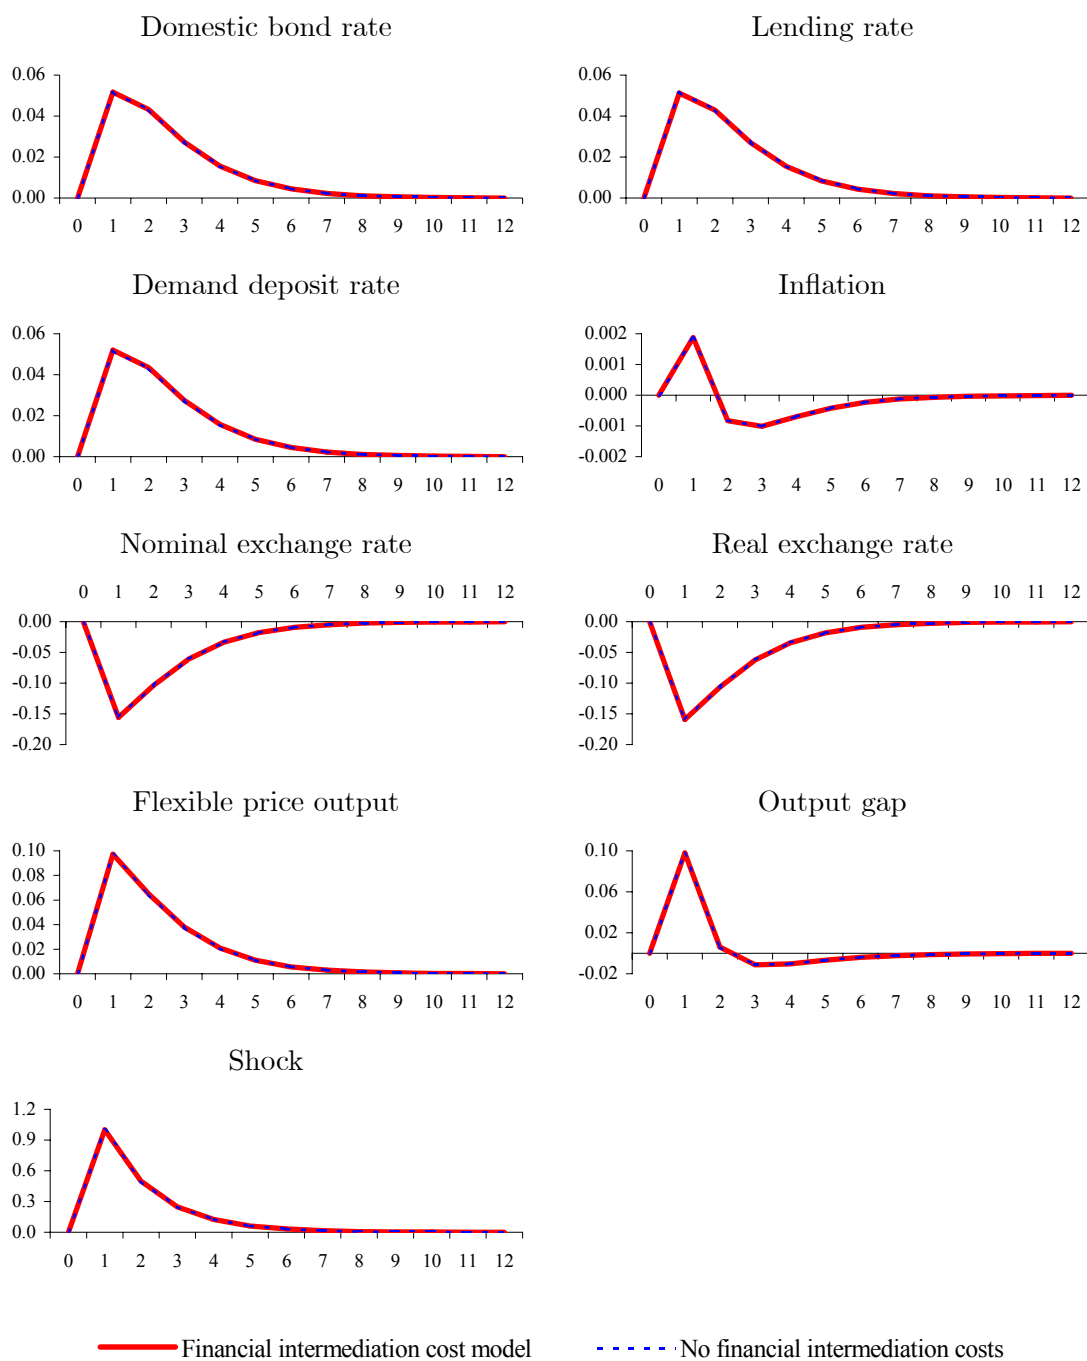 Domestic bond rate
0.06
0.04
0.02
0.00
0 1 2 3 4 5 6 7 8 9 10 11 12
Lending rate
0.06
0.04
0.02
0.00
0 1 2 3 4 5 6 7 8 9 10 11 12
Demand deposit rate
0.06
0.04
0.02
0.00
0 1 2 3 4 5 6 7 8 9 10 11 12
Inflation
0.002
0.001
0.000
-0.001
-0.002
0 1 2 3 4 5 6 7 8 9 10 11 12
Nominal exchange rate
0 1 2 3 4 5 6 7 8 9 10 11 12
0.00
-0.05
-0.10
-0.15
-0.20
Real exchange rate
0 1 2 3 4 5 6 7 8 9 10 11 12
0.00
-0.05
-0.10
-0.15
-0.20
Flexible price output
0.10
0.08
0.06
0.04
0.02
0.00
0 1 2 3 4 5 6 7 8 9 10 11 12
Output gap
0.10
0.06
0.02
-0.02
0 1 2 3 4 5 6 7 8 9 10 11 12
Shock
1.2
0.9
0.6
0.3
0.0
0 1 2 3 4 5 6 7 8 9 10 11 12
Financial intermediation cost model
No financial intermediation costs